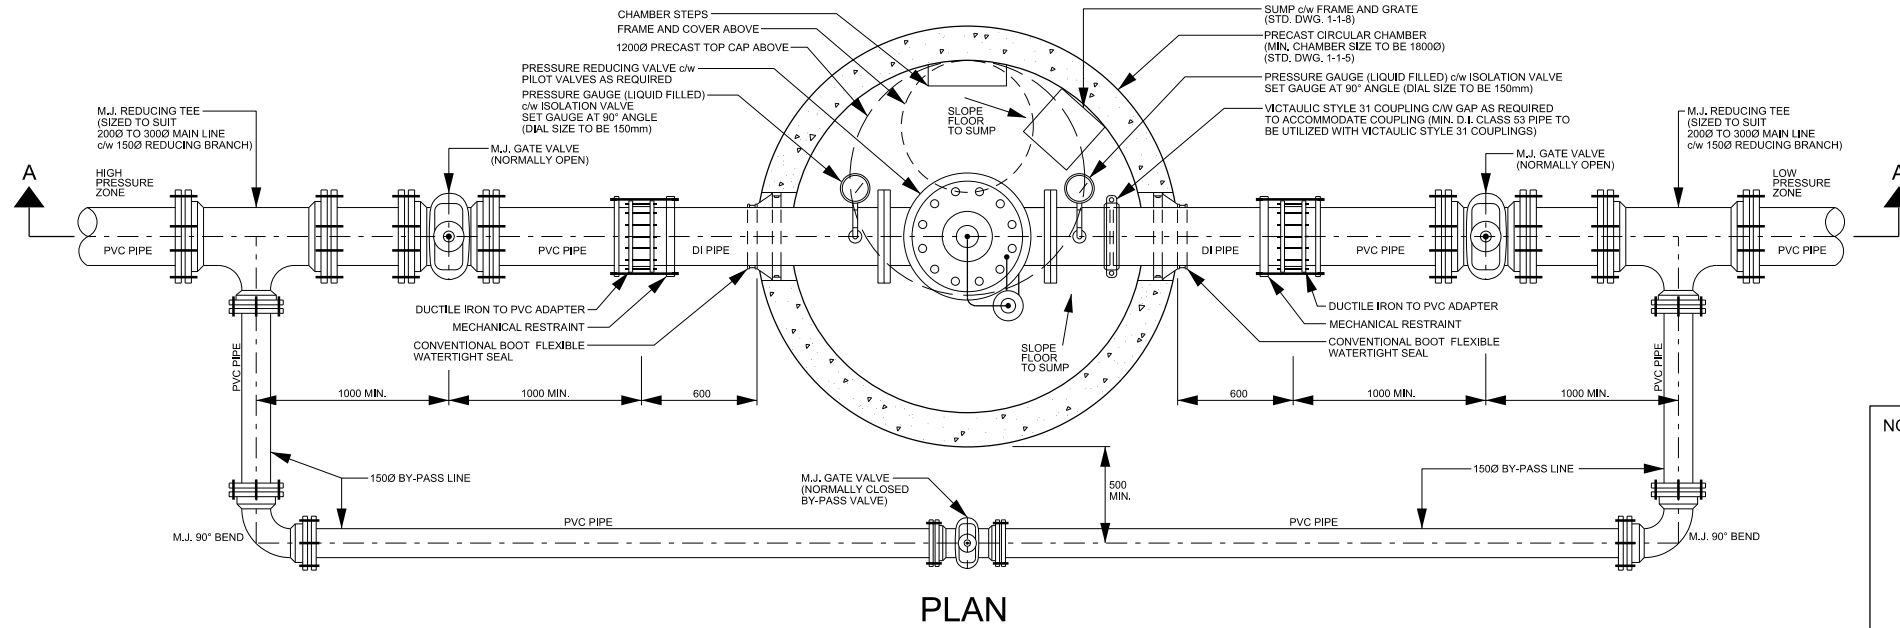 CHAMBER STEPS
FRAME AND COVER ABOVE
1200Ø PRECAST TOP CAP ABOVE
PRESSURE REDUCING VALVE c/w
PILOT VALVES AS REQUIRED
PRESSURE GAUGE (LIQUID FILLED)
c/w ISOLATION VALVE
SET GAUGE AT 90° ANGLE
(DIAL SIZE TO BE 150mm)
SUMP c/w FRAME AND GRATE
(STD. DWG. 1-1-8)
PRECAST CIRCULAR CHAMBER
(MIN. CHAMBER SIZE TO BE 1800Ø)
(STD. DWG. 1-1-5)
PRESSURE GAUGE (LIQUID FILLED) c/w ISOLATION VALVE
SET GAUGE AT 90° ANGLE (DIAL SIZE TO BE 150mm)
VICTAULIC STYLE 31 COUPLING C/W GAP AS REQUIRED
TO ACCOMMODATE COUPLING (MIN. D.I. CLASS 53 PIPE TO
BE UTILIZED WITH VICTAULIC STYLE 31 COUPLINGS)
M.J. REDUCING TEE
(SIZED TO SUIT
200Ø TO 300Ø MAIN LINE
c/w 150Ø REDUCING BRANCH)
M.J. GATE VALVE
(NORMALLY OPEN)
SLOPE
FLOOR
TO SUMP
M.J. REDUCING TEE
(SIZED TO SUIT
200Ø TO 300Ø MAIN LINE
c/w 150Ø REDUCING BRANCH)
M.J. GATE VALVE
(NORMALLY OPEN)
A
HIGH
PRESSURE
ZONE
LOW
PRESSURE
ZONE
A
PVC PIPE
PVC PIPE
DI PIPE
DI PIPE
PVC PIPE
PVC PIPE
DUCTILE IRON TO PVC ADAPTER
MECHANICAL RESTRAINT
CONVENTIONAL BOOT FLEXIBLE
WATERTIGHT SEAL
SLOPE
FLOOR
TO SUMP
DUCTILE IRON TO PVC ADAPTER
MECHANICAL RESTRAINT
CONVENTIONAL BOOT FLEXIBLE
WATERTIGHT SEAL
PVC PIPE
PVC PIPE
1000 MIN.
1000 MIN.
600
600
1000 MIN.
1000 MIN.
NO
150Ø BY-PASS LINE
M.J. GATE VALVE
(NORMALLY CLOSED
BY-PASS VALVE)
500
MIN.
150Ø BY-PASS LINE
M.J. 90° BEND
PVC PIPE
PVC PIPE
M.J. 90° BEND
PLAN